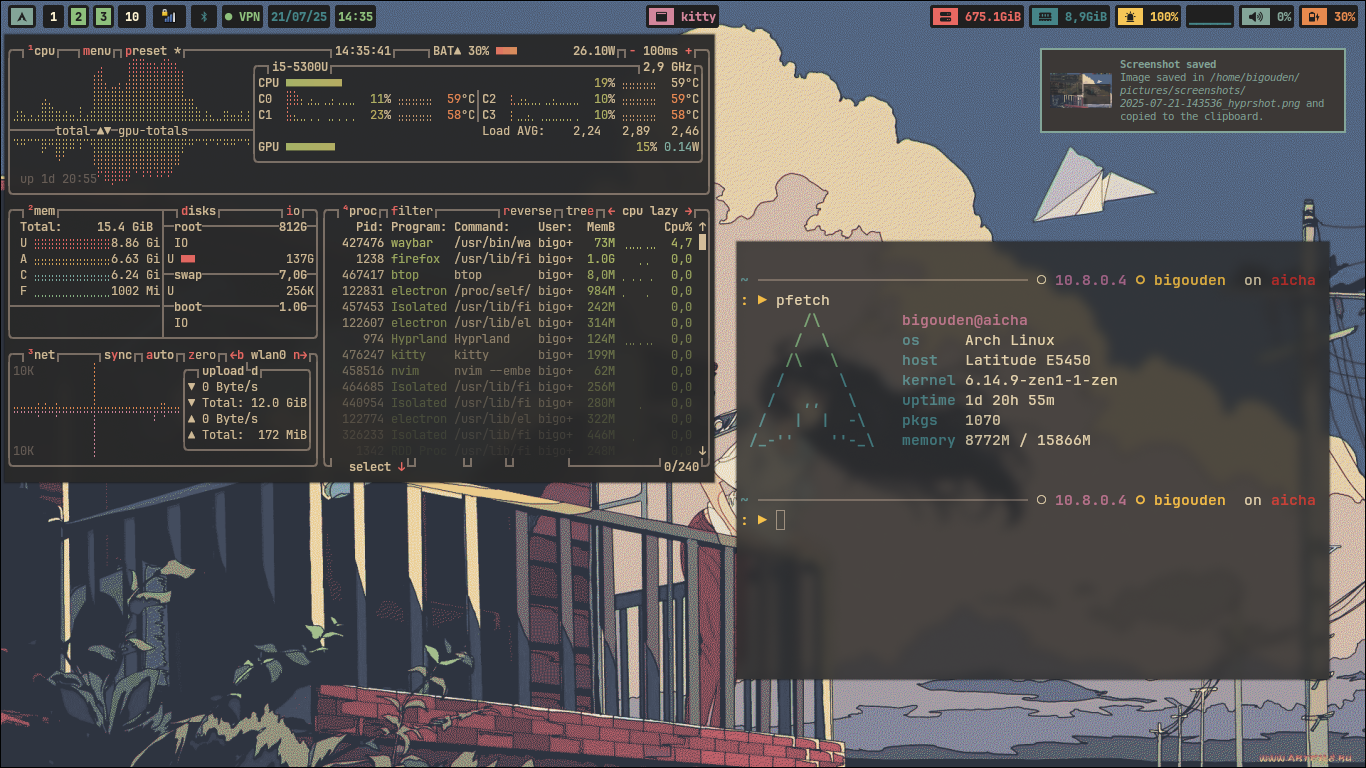 1 2 3 10 VPN 21/07/25 14:35 kitty 675.1GiB 8,9GiB 100% 0% 30%
¹cpu menu preset * 14:35:41 BAT▲ 30% 26.10W - 100ms +
i5-5300U 2,9 GHz
CPU 19% 59°C
C0 11% 59°C C2 10% 59°C
C1 23% 58°C C3 10% 58°C
total ▲▼ gpu-totals Load AVG: 2,24 2,89 2,46
GPU 15% 0.14W
up 1d 20:55
Screenshot saved
Image saved in /home/bigouden/
pictures/screenshots/
2025-07-21-143536_hyprshot.png and
copied to the clipboard.
²mem disks io
Total: 15.4 GiB root 812G
U 8.86 Gi IO
A 6.63 Gi U 137G
C 6.24 Gi swap 7,0G
F 1002 Mi U 256K
boot 1.0G
IO
³net sync auto zero ←b wlan0 n→
10K upload d
▼ 0 Byte/s
▼ Total: 12.0 GiB
▲ 0 Byte/s
▲ Total: 172 MiB
10K
⁴proc filter reverse tree ← cpu lazy →
Pid: Program: Command: User: MemB Cpu% ↑
427476 waybar /usr/bin/wa bigo+ 73M 4,7
1238 firefox /usr/lib/fi bigo+ 1.0G 0,0
467417 btop btop bigo+ 8,0M 0,0
122831 electron /proc/self/ bigo+ 984M 0,0
457453 Isolated /usr/lib/fi bigo+ 242M 0,0
122607 electron /usr/lib/el bigo+ 314M 0,0
974 Hyprland Hyprland bigo+ 124M 0,0
476247 kitty kitty bigo+ 199M 0,0
458516 nvim nvim --embe bigo+ 62M 0,0
464685 Isolated /usr/lib/fi bigo+ 256M 0,0
440954 Isolated /usr/lib/fi bigo+ 280M 0,0
122774 electron /usr/lib/el bigo+ 322M 0,0
326233 Isolated /usr/lib/fi bigo+ 446M 0,0
select ↓ 0/240
~ 10.8.0.4 bigouden on aicha
: ▶ pfetch
bigouden@aicha
os Arch Linux
host Latitude E5450
kernel 6.14.9-zen1-1-zen
uptime 1d 20h 55m
pkgs 1070
memory 8772M / 15866M
~ 10.8.0.4 bigouden on aicha
: ▶